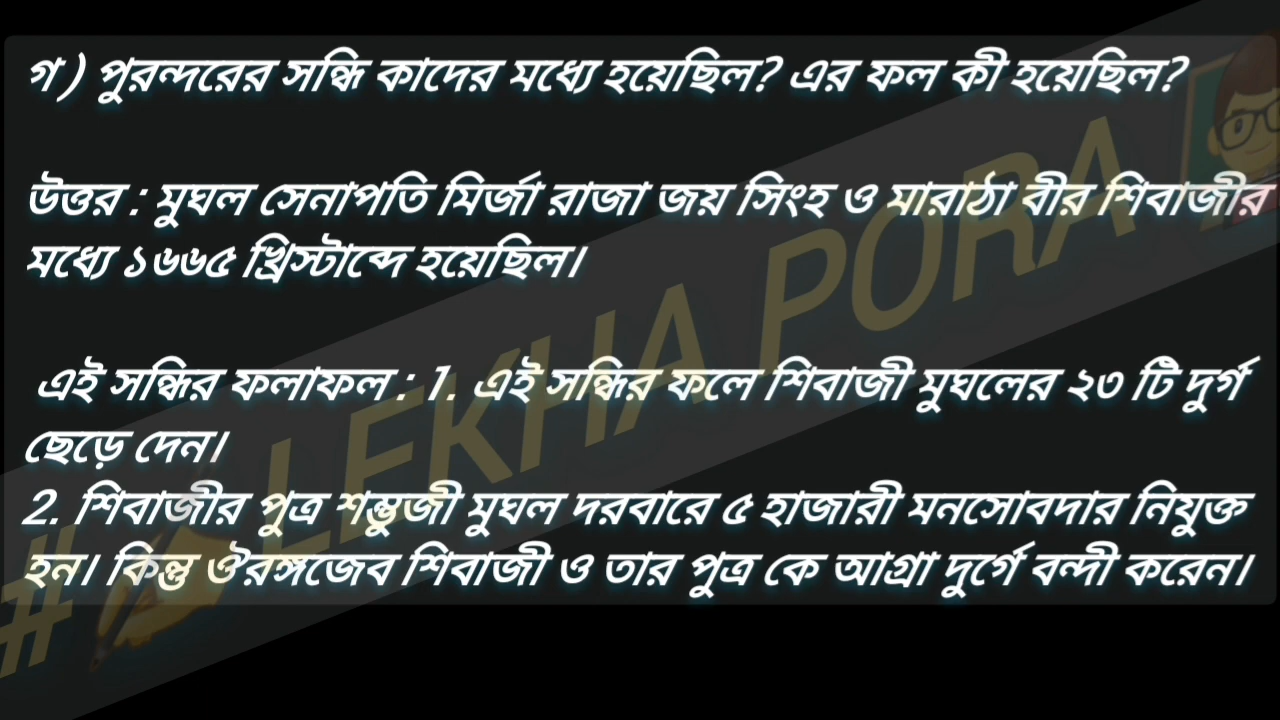 গ) পুরন্দরের সন্ধি কাদের মধ্যে হয়েছিল? এর ফল কী হয়েছিল?
উত্তর : মুঘল সেনাপতি মির্জা রাজা জয় সিংহ ও মারাঠা বীর শিবাজীর
মধ্যে ১৬৬৫ খ্রিস্টাব্দে হয়েছিল।
এই সন্ধির ফলাফল : 1. এই সন্ধির ফলে শিবাজী মুঘলের ২৩ টি দুর্গ
ছেড়ে দেন।
2. শিবাজীর পুত্র শম্ভুজী মুঘল দরবারে ৫ হাজারী মনসোবদার নিযুক্ত
হন। কিন্তু ঔরঙ্গজেব শিবাজী ও তার পুত্র কে আগ্রা দুর্গে বন্দী করেন।
# LEKHA PORA